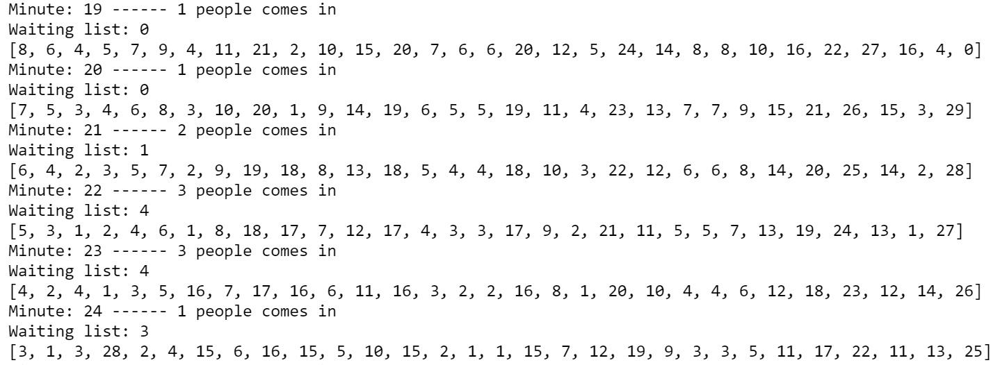 Minute: 19 ------ 1 people comes in
Waiting list: 0
[8, 6, 4, 5, 7, 9, 4, 11, 21, 2, 10, 15, 20, 7, 6, 6, 20, 12, 5, 24, 14, 8, 8, 10, 16, 22, 27, 16, 4, 0]
Minute: 20 ------ 1 people comes in
Waiting list: 0
[7, 5, 3, 4, 6, 8, 3, 10, 20, 1, 9, 14, 19, 6, 5, 5, 19, 11, 4, 23, 13, 7, 7, 9, 15, 21, 26, 15, 3, 29]
Minute: 21 ------ 2 people comes in
Waiting list: 1
[6, 4, 2, 3, 5, 7, 2, 9, 19, 18, 8, 13, 18, 5, 4, 4, 18, 10, 3, 22, 12, 6, 6, 8, 14, 20, 25, 14, 2, 28]
Minute: 22 ------ 3 people comes in
Waiting list: 4
[5, 3, 1, 2, 4, 6, 1, 8, 18, 17, 7, 12, 17, 4, 3, 3, 17, 9, 2, 21, 11, 5, 5, 7, 13, 19, 24, 13, 1, 27]
Minute: 23 ------ 3 people comes in
Waiting list: 4
[4, 2, 4, 1, 3, 5, 16, 7, 17, 16, 6, 11, 16, 3, 2, 2, 16, 8, 1, 20, 10, 4, 4, 6, 12, 18, 23, 12, 14, 26]
Minute: 24 ------ 1 people comes in
Waiting list: 3
[3, 1, 3, 28, 2, 4, 15, 6, 16, 15, 5, 10, 15, 2, 1, 1, 15, 7, 12, 19, 9, 3, 3, 5, 11, 17, 22, 11, 13, 25]